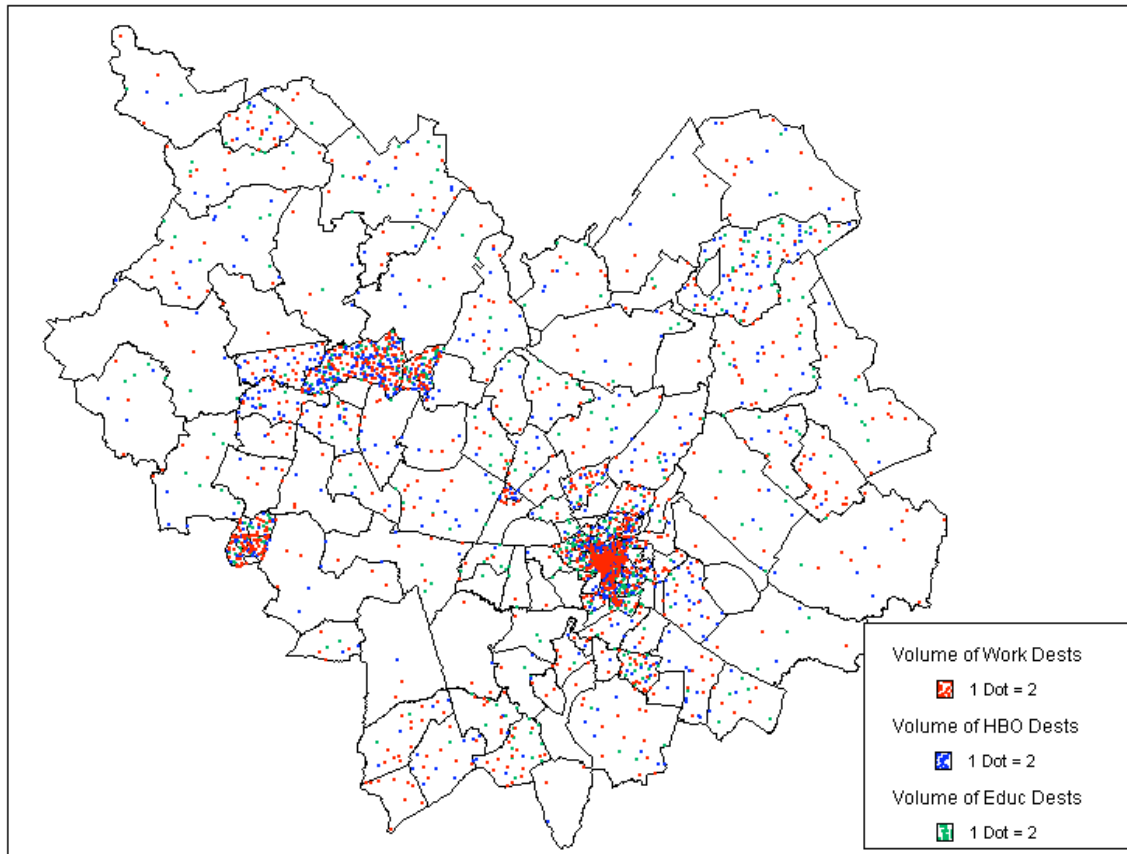 Volume of Work Dests
1 Dot = 2
Volume of HBO Dests
1 Dot = 2
Volume of Educ Dests
1 Dot = 2